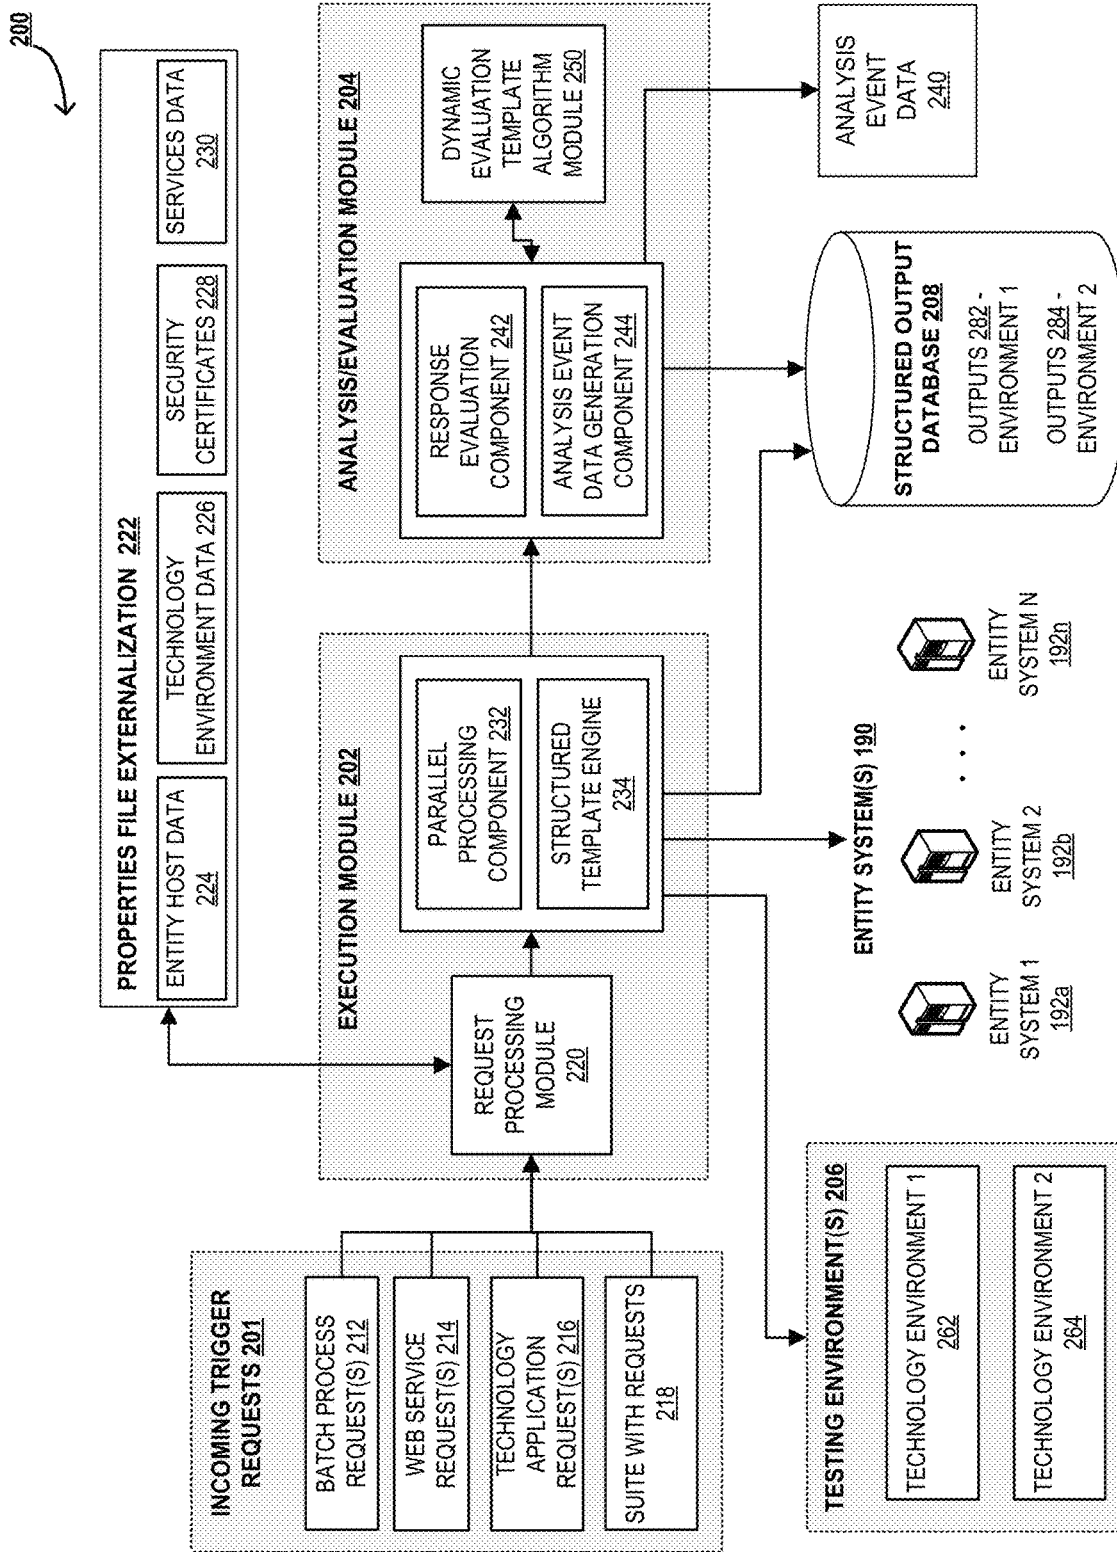 200
PROPERTIES FILE EXTERNALIZATION 222
ENTITY HOST DATA
224
TECHNOLOGY
ENVIRONMENT DATA 226
SECURITY
CERTIFICATES 228
SERVICES DATA
230
INCOMING TRIGGER
REQUESTS 201
BATCH PROCESS
REQUEST(S) 212
WEB SERVICE
REQUEST(S) 214
TECHNOLOGY
APPLICATION
REQUEST(S) 216
SUITE WITH REQUESTS
218
EXECUTION MODULE 202
REQUEST
PROCESSING
MODULE
220
PARALLEL
PROCESSING
COMPONENT 232
STRUCTURED
TEMPLATE ENGINE
234
ANALYSIS/EVALUATION MODULE 204
RESPONSE
EVALUATION
COMPONENT 242
ANALYSIS EVENT
DATA GENERATION
COMPONENT 244
DYNAMIC
EVALUATION
TEMPLATE
ALGORITHM
MODULE 250
TESTING ENVIRONMENT(S) 206
TECHNOLOGY ENVIRONMENT 1
262
TECHNOLOGY ENVIRONMENT 2
264
ENTITY SYSTEM(S) 190
ENTITY
SYSTEM 1
192a
ENTITY
SYSTEM 2
192b
. . .
ENTITY
SYSTEM N
192n
STRUCTURED OUTPUT
DATABASE 208
OUTPUTS 282 -
ENVIRONMENT 1
OUTPUTS 284 -
ENVIRONMENT 2
ANALYSIS
EVENT
DATA
240